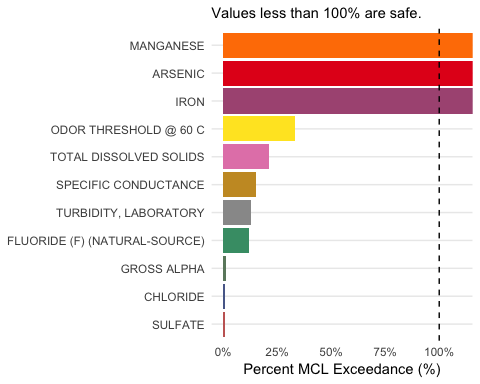 Values less than 100% are safe.
MANGANESE
ARSENIC
IRON
ODOR THRESHOLD @ 60 C
TOTAL DISSOLVED SOLIDS
SPECIFIC CONDUCTANCE
TURBIDITY, LABORATORY
FLUORIDE (F) (NATURAL-SOURCE)
GROSS ALPHA
CHLORIDE
SULFATE
0% 25% 50% 75% 100%
Percent MCL Exceedance (%)